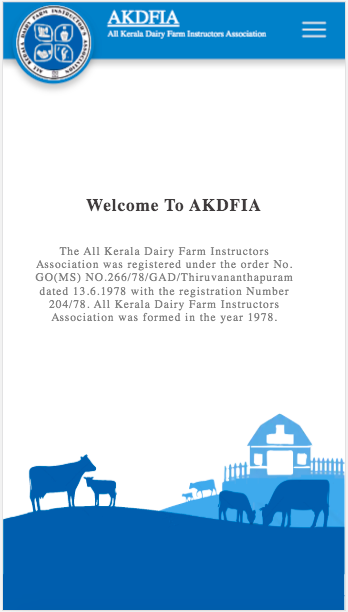 AKDFIA
All Kerala Dairy Farm Instructors Association
ALL KERALA DAIRY FARM INSTRUCTORS ASSOCIATION
Welcome To AKDFIA
The All Kerala Dairy Farm Instructors
Association was registered under the order No.
GO(MS) NO.266/78/GAD/Thiruvananthapuram
dated 13.6.1978 with the registration Number
204/78. All Kerala Dairy Farm Instructors
Association was formed in the year 1978.